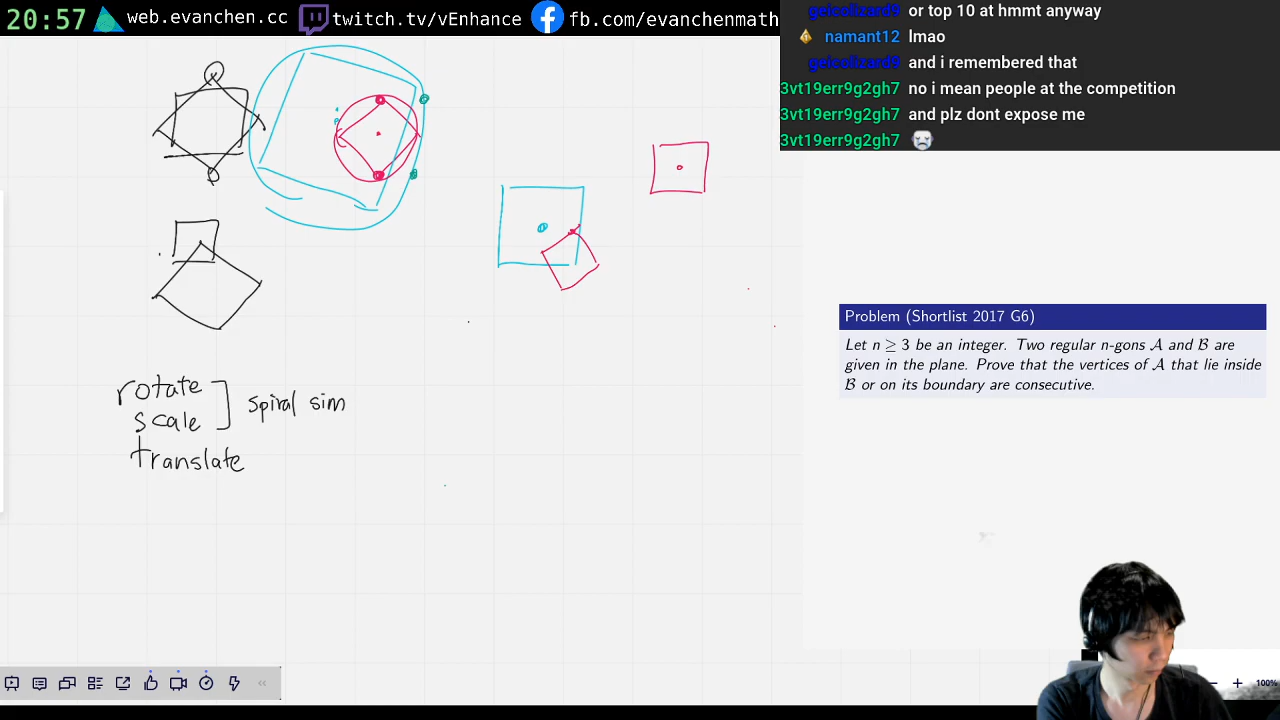 20:57 web.evanchen.cc twitch.tv/vEnhance fb.com/evanchenmath
geicolizard9 or top 10 at hmmt anyway
namant12 lmao
geicolizard9 and i remembered that
3vt19err9g2gh7 no i mean people at the competition
3vt19err9g2gh7 and plz dont expose me
3vt19err9g2gh7
Problem (Shortlist 2017 G6)
Let n ≥ 3 be an integer. Two regular n-gons 𝒜 and ℬ are
given in the plane. Prove that the vertices of 𝒜 that lie inside
ℬ or on its boundary are consecutive.
rotate
scale
spiral sim
translate
100%